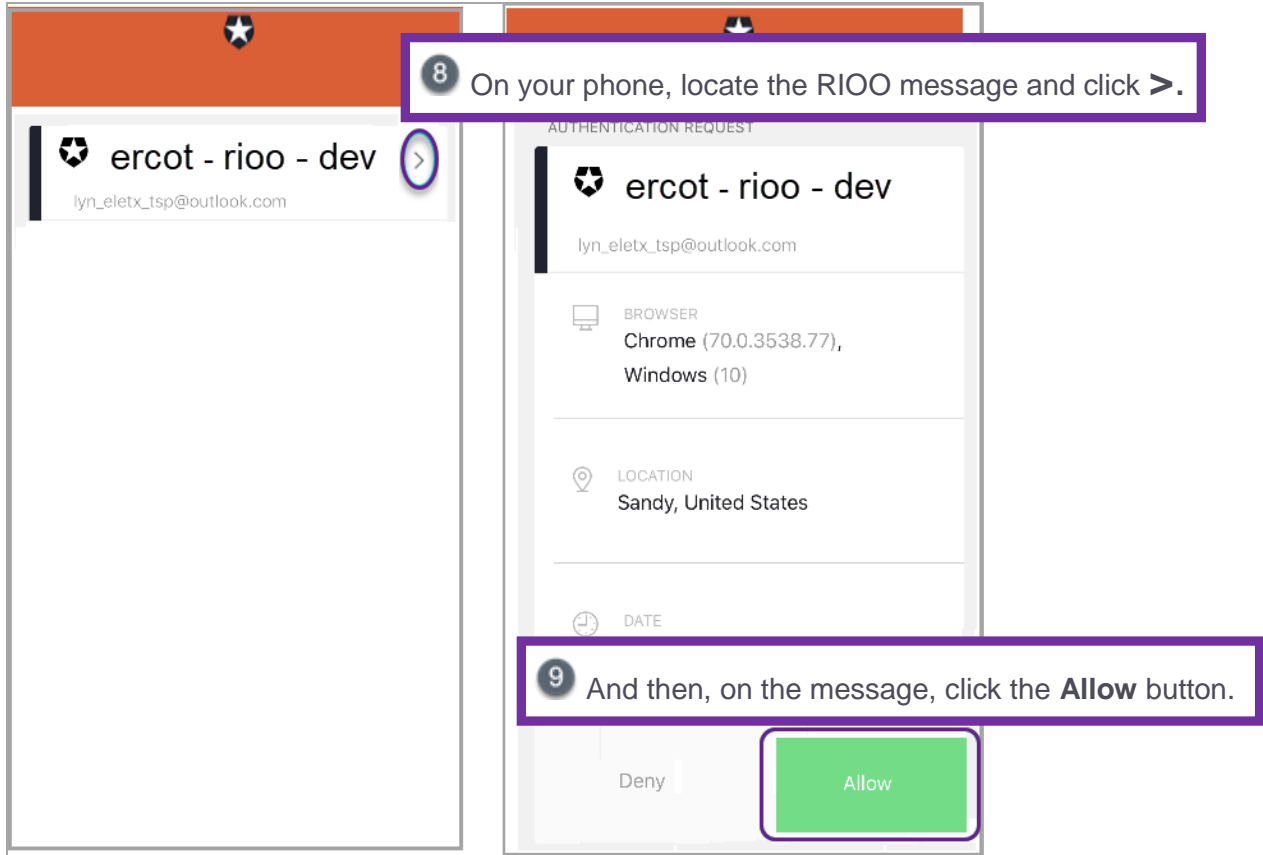 8 On your phone, locate the RIOO message and click >.
ercot - rioo - dev >
lyn_eletx_tsp@outlook.com
AUTHENTICATION REQUEST
ercot - rioo - dev
lyn_eletx_tsp@outlook.com
BROWSER
Chrome (70.0.3538.77),
Windows (10)
LOCATION
Sandy, United States
DATE
9 And then, on the message, click the Allow button.
Deny
Allow